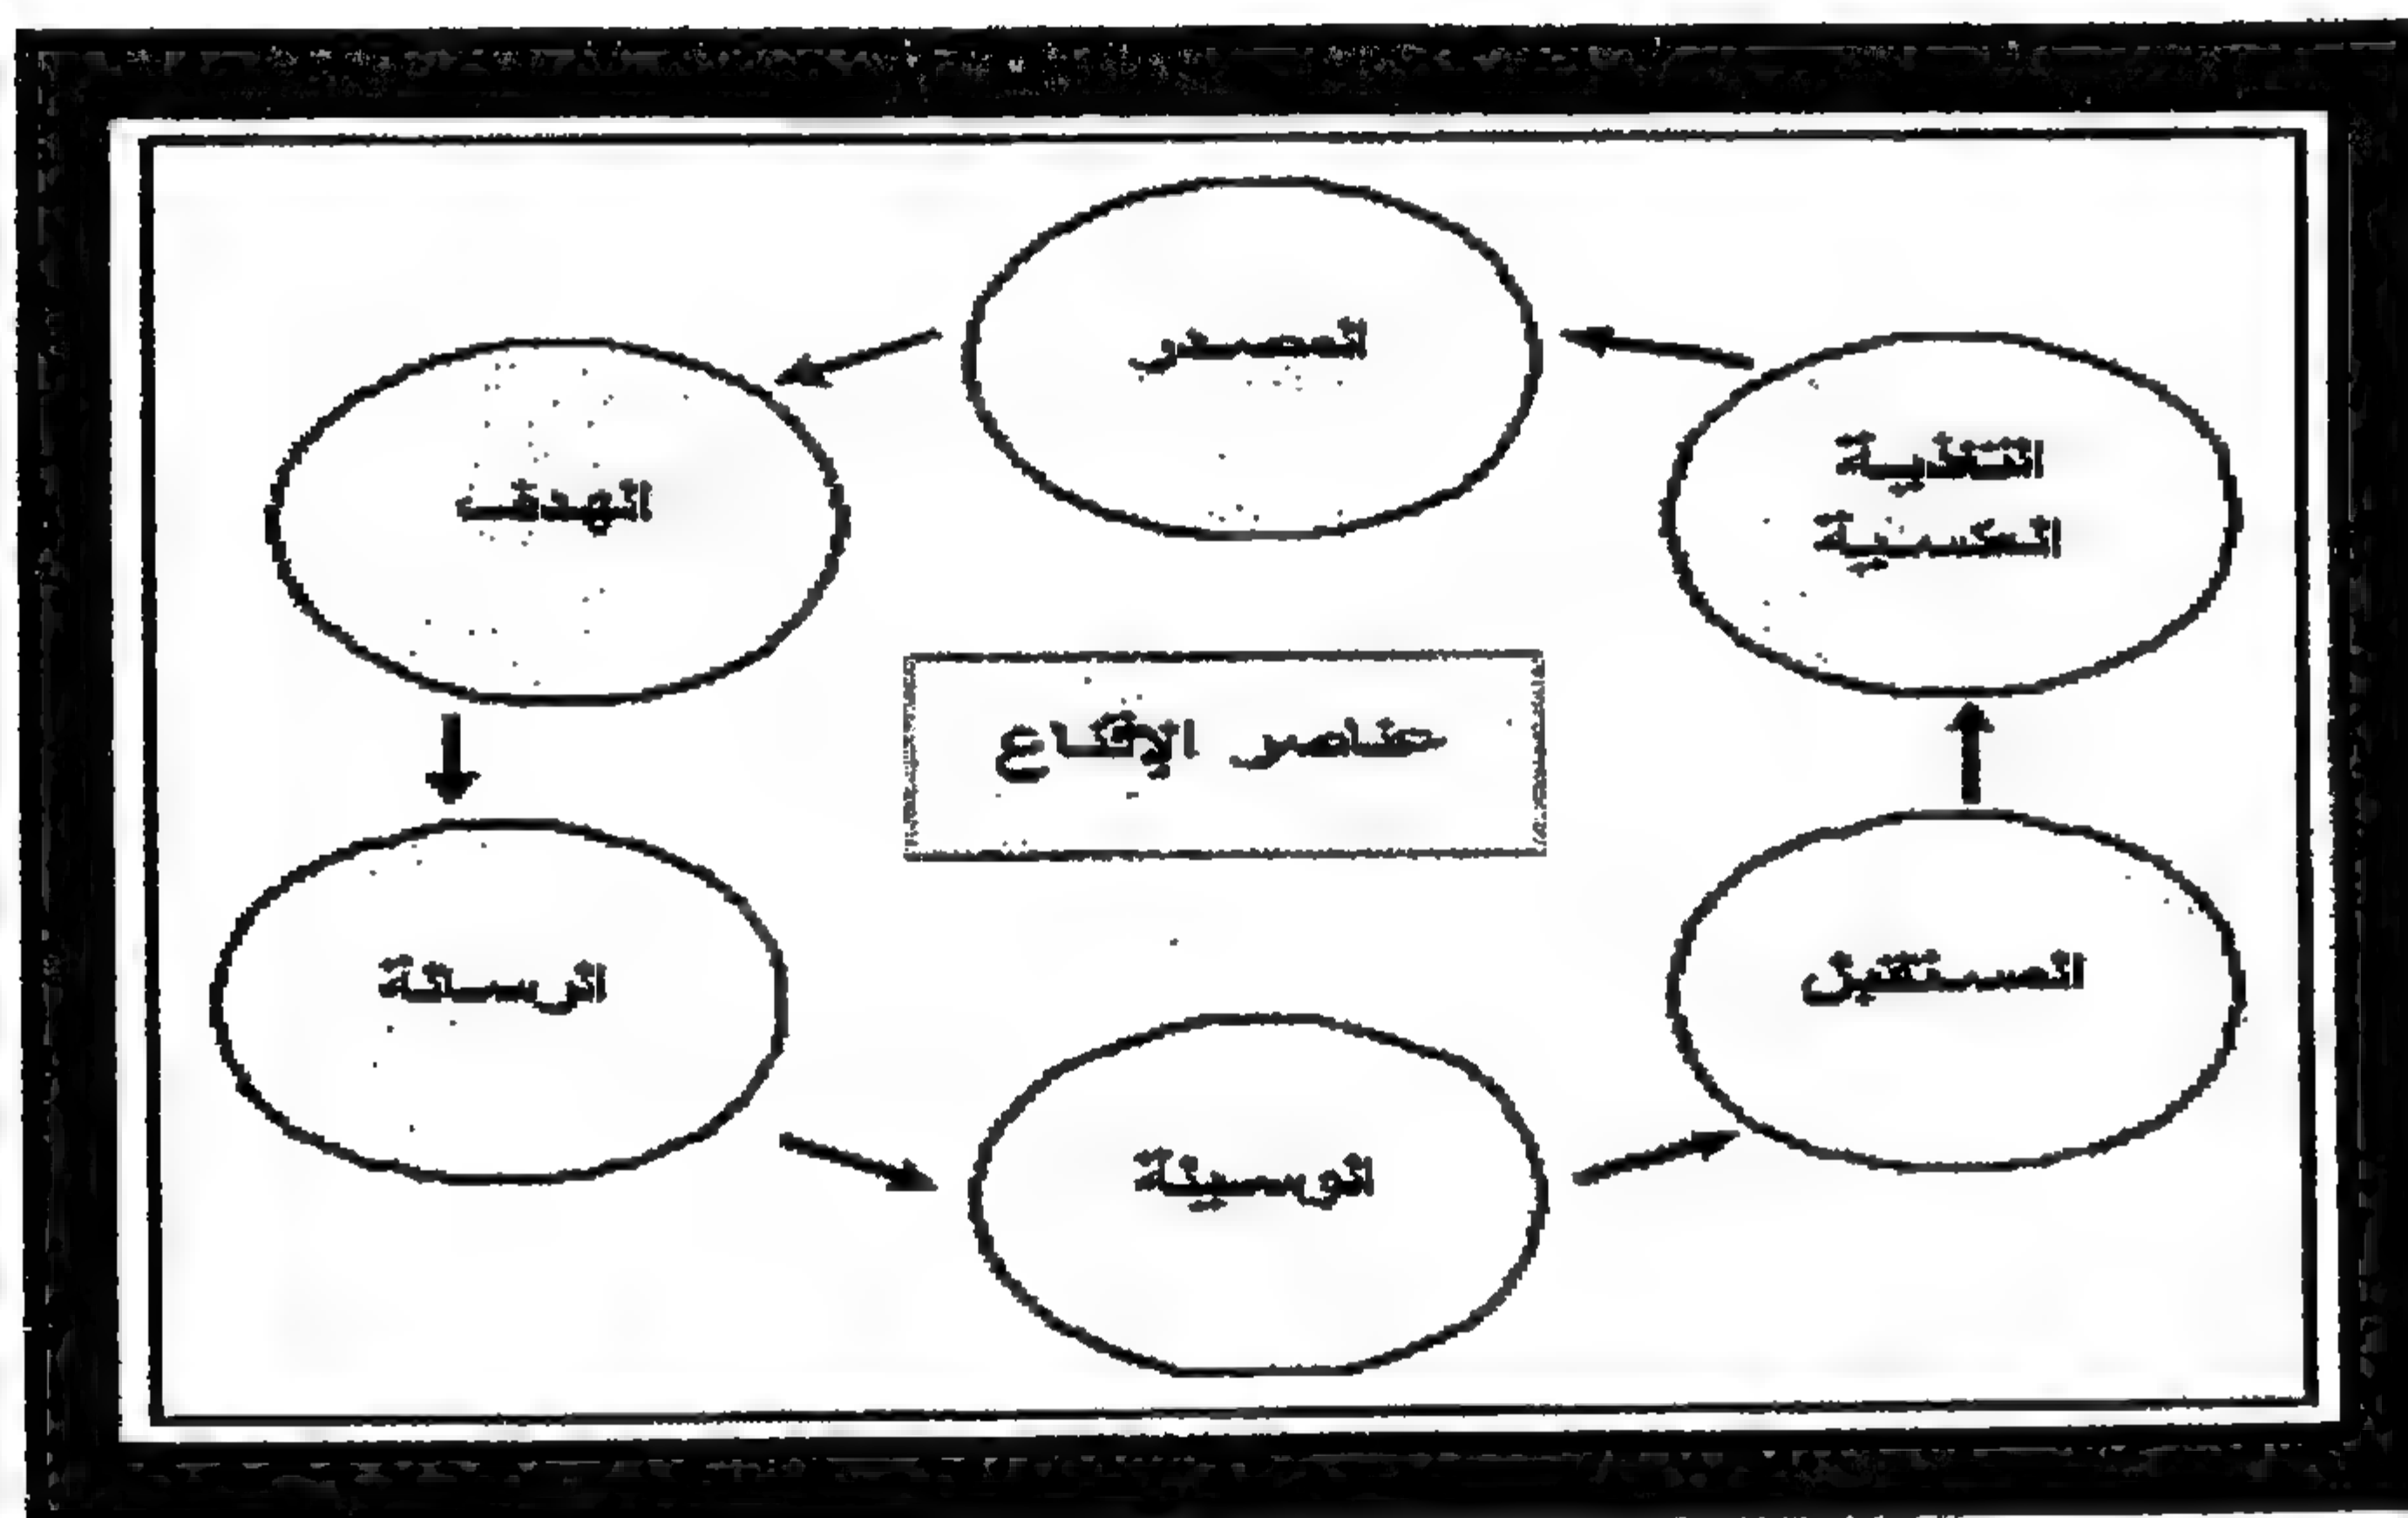 المصدر
الهدف
التغذية
العكسية
عناصر الإقناع
الرسالة
المستقبل
الوسيلة